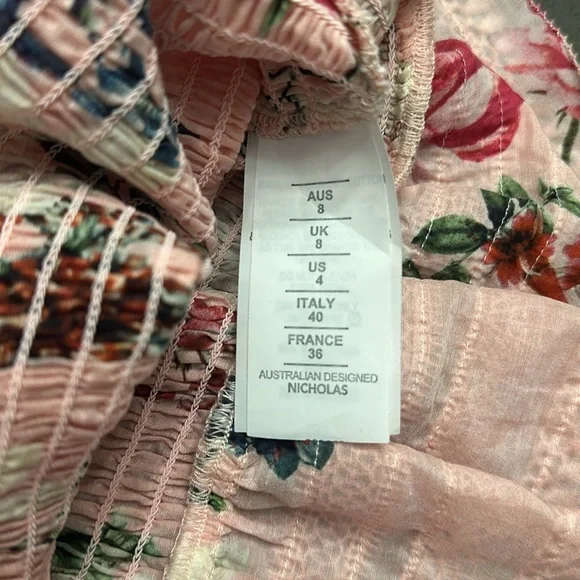 AUS
8
UK
8
US
4
ITALY
40
FRANCE
36
AUSTRALIAN DESIGNED
NICHOLAS